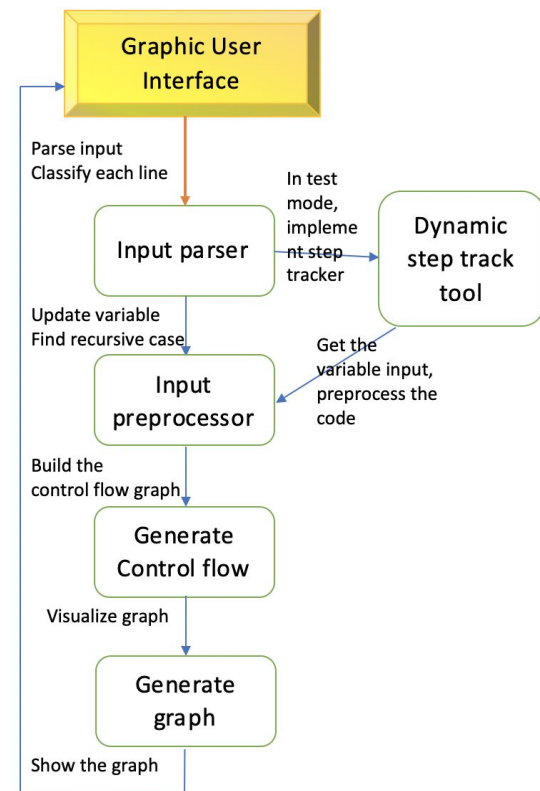 Graphic User
Interface
Parse input
Classify each line
In test
mode,
impleme
nt step
tracker
Dynamic
step track
tool
Input parser
Update variable
Find recursive case
Get the
variable input,
preprocess the
code
Input
preprocessor
Build the
control flow graph
Generate
Control flow
Visualize graph
Generate
graph
Show the graph